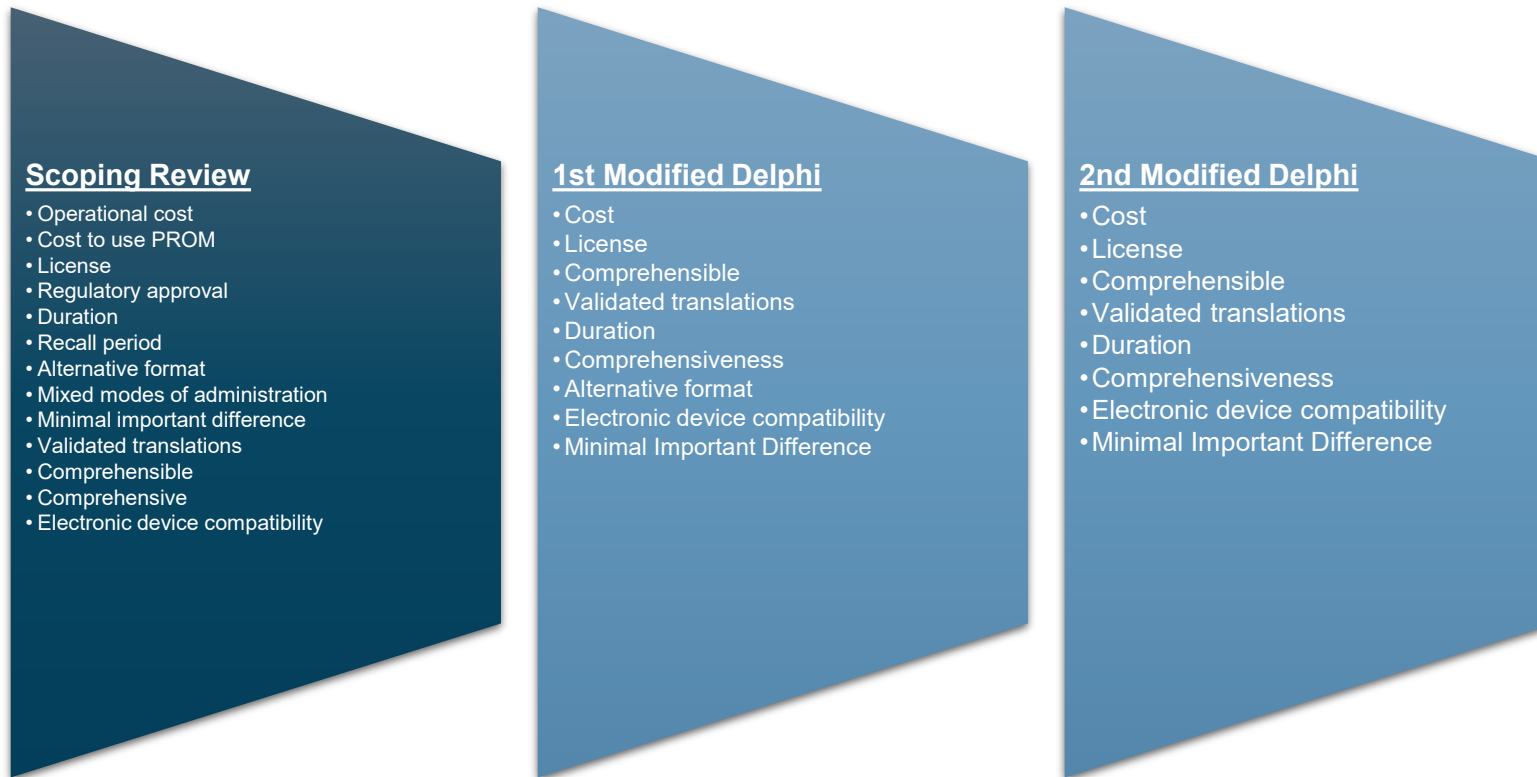 Scoping Review
• Operational cost
• Cost to use PROM
• License
• Regulatory approval
• Duration
• Recall period
• Alternative format
• Mixed modes of administration
• Minimal important difference
• Validated translations
• Comprehensible
• Comprehensive
• Electronic device compatibility
1st Modified Delphi
• Cost
• License
• Comprehensible
• Validated translations
• Duration
• Comprehensiveness
• Alternative format
• Electronic device compatibility
• Minimal Important Difference
2nd Modified Delphi
• Cost
• License
• Comprehensible
• Validated translations
• Duration
• Comprehensiveness
• Electronic device compatibility
• Minimal Important Difference